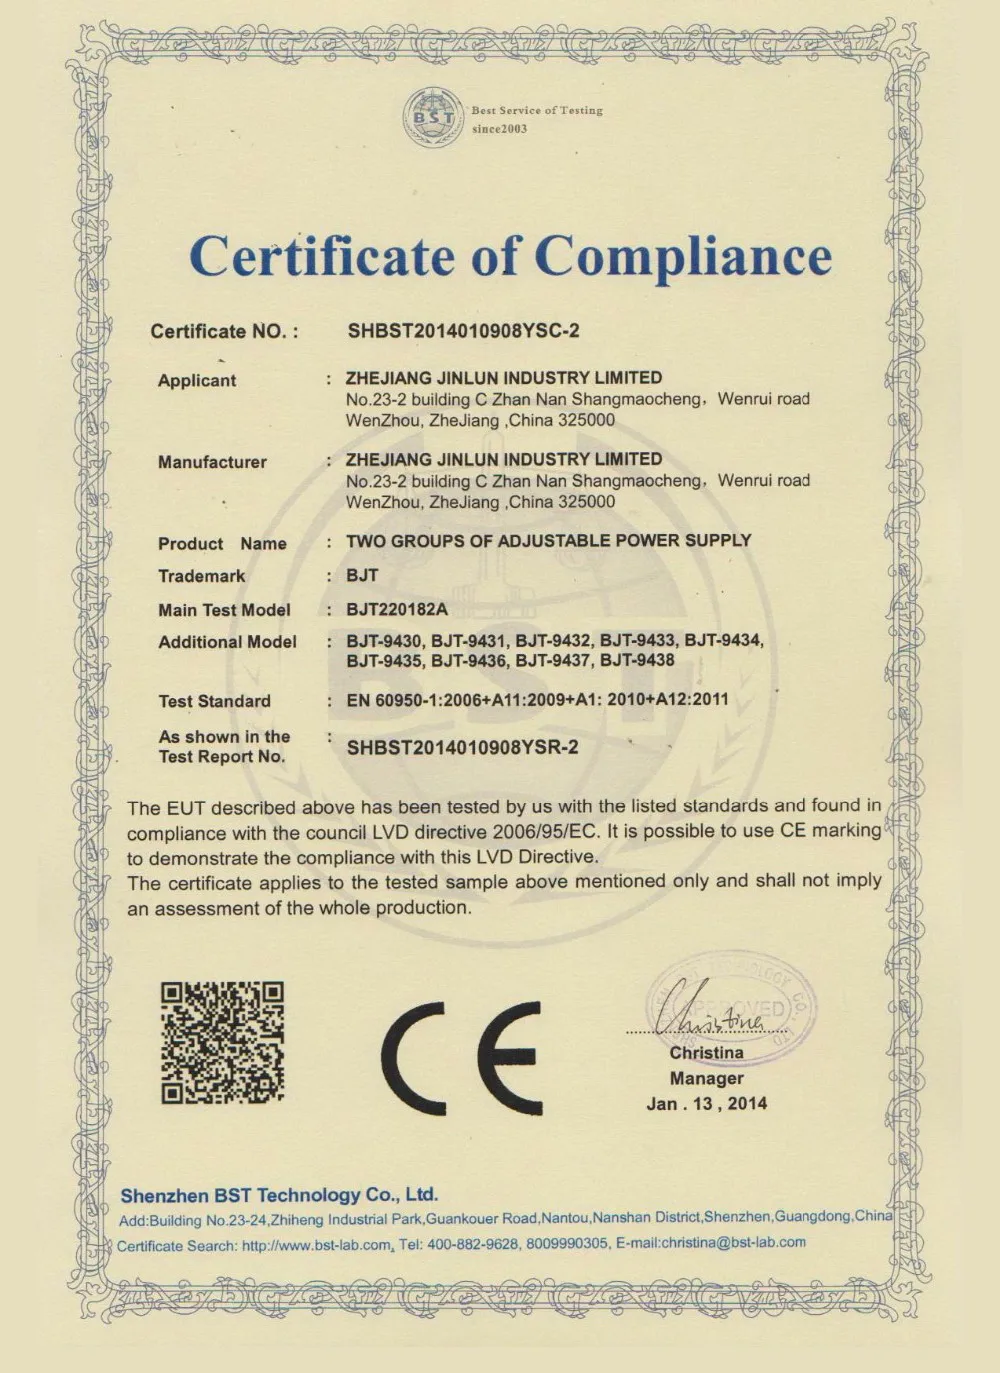 BST
Best Service of Testing
since2003
Certificate of Compliance
Certificate NO. : SHBST2014010908YSC-2
Applicant : ZHEJIANG JINLUN INDUSTRY LIMITED
No.23-2 building C Zhan Nan Shangmaocheng, Wenrui road
WenZhou, ZheJiang ,China 325000
Manufacturer : ZHEJIANG JINLUN INDUSTRY LIMITED
No.23-2 building C Zhan Nan Shangmaocheng, Wenrui road
WenZhou, ZheJiang ,China 325000
Product Name : TWO GROUPS OF ADJUSTABLE POWER SUPPLY
Trademark : BJT
Main Test Model : BJT220182A
Additional Model : BJT-9430, BJT-9431, BJT-9432, BJT-9433, BJT-9434,
BJT-9435, BJT-9436, BJT-9437, BJT-9438
Test Standard : EN 60950-1:2006+A11:2009+A1: 2010+A12:2011
As shown in the :
Test Report No. SHBST2014010908YSR-2
BST
The EUT described above has been tested by us with the listed standards and found in
compliance with the council LVD directive 2006/95/EC. It is possible to use CE marking
to demonstrate the compliance with this LVD Directive.
The certificate applies to the tested sample above mentioned only and shall not imply
an assessment of the whole production.
CE
APPROVED
Christina
Christina
Manager
Jan . 13 , 2014
Shenzhen BST Technology Co., Ltd.
Add:Building No.23-24,Zhiheng Industrial Park,Guankouer Road,Nantou,Nanshan District,Shenzhen,Guangdong,China
Certificate Search: http://www.bst-lab.com, Tel: 400-882-9628, 8009990305, E-mail:christina@bst-lab.com